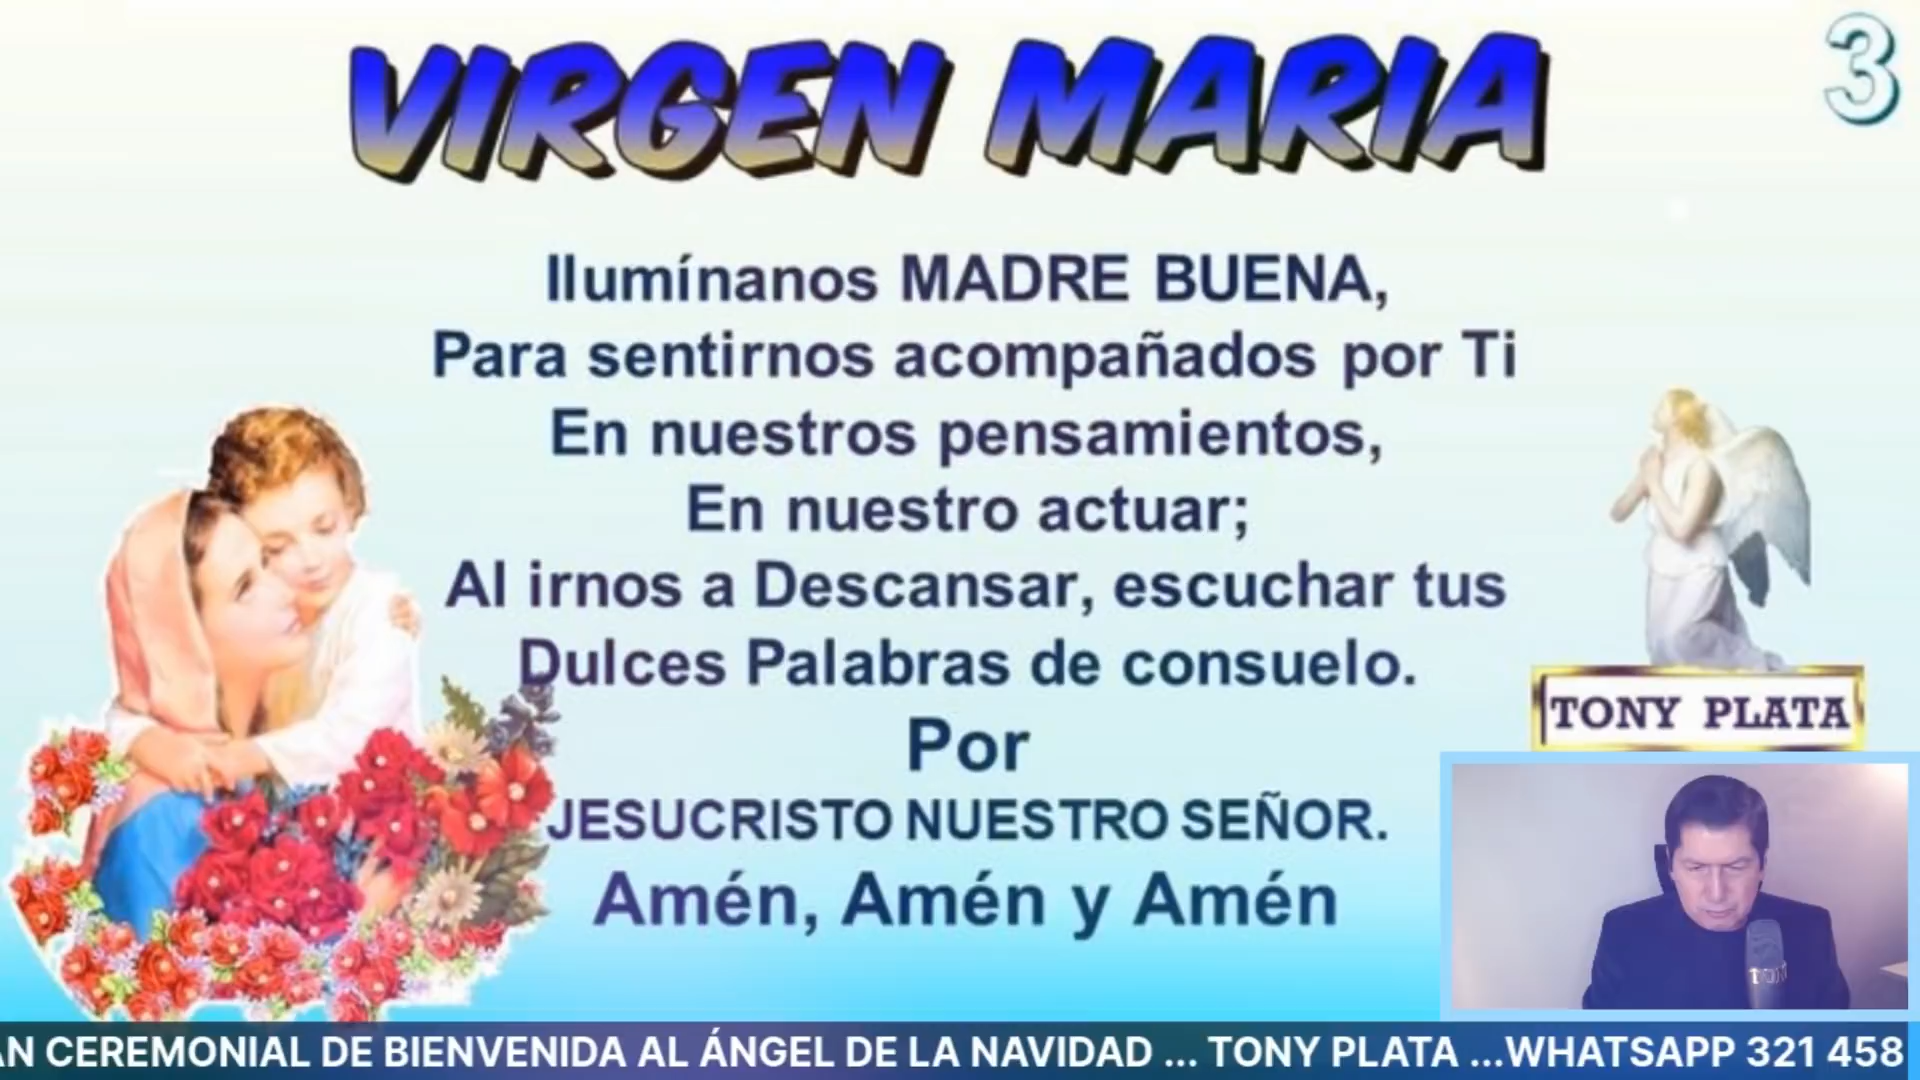 VIRGEN MARIA
3
Ilumínanos MADRE BUENA,
Para sentirnos acompañados por Ti
En nuestros pensamientos,
En nuestro actuar;
Al irnos a Descansar, escuchar tus
Dulces Palabras de consuelo.
Por
JESUCRISTO NUESTRO SEÑOR.
Amén, Amén y Amén
TONY PLATA
CEREMONIAL DE BIENVENIDA AL ÁNGEL DE LA NAVIDAD ... TONY PLATA ...WHATSAPP 321 458